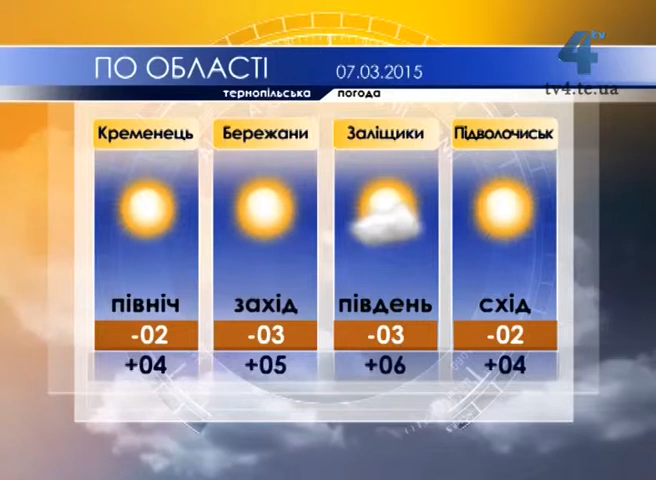 4 tv
tv4.te.ua
ПО ОБЛАСТІ 07.03.2015
тернопільська погода
Кременець Бережани Заліщики Підволочиськ
північ захід південь схід
-02 -03 -03 -02
+04 +05 +06 +04